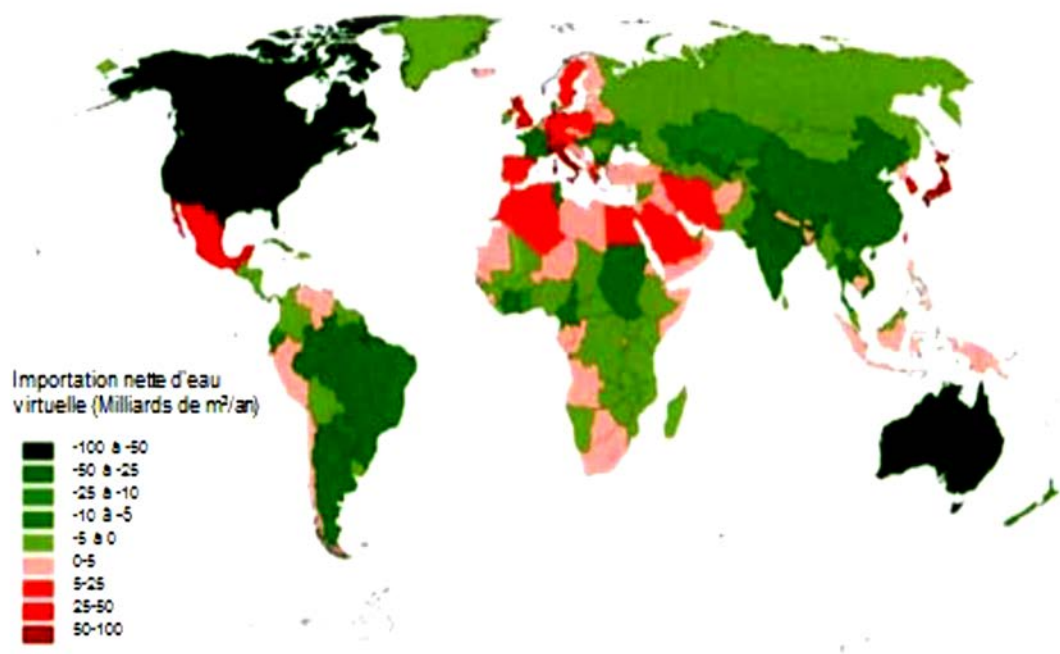 Importation nette d'eau
virtuelle (Milliards de m³/an)
-100 à -50
-50 à -25
-25 à -10
-10 à -5
-5 à 0
0-5
5-25
25-50
50-100